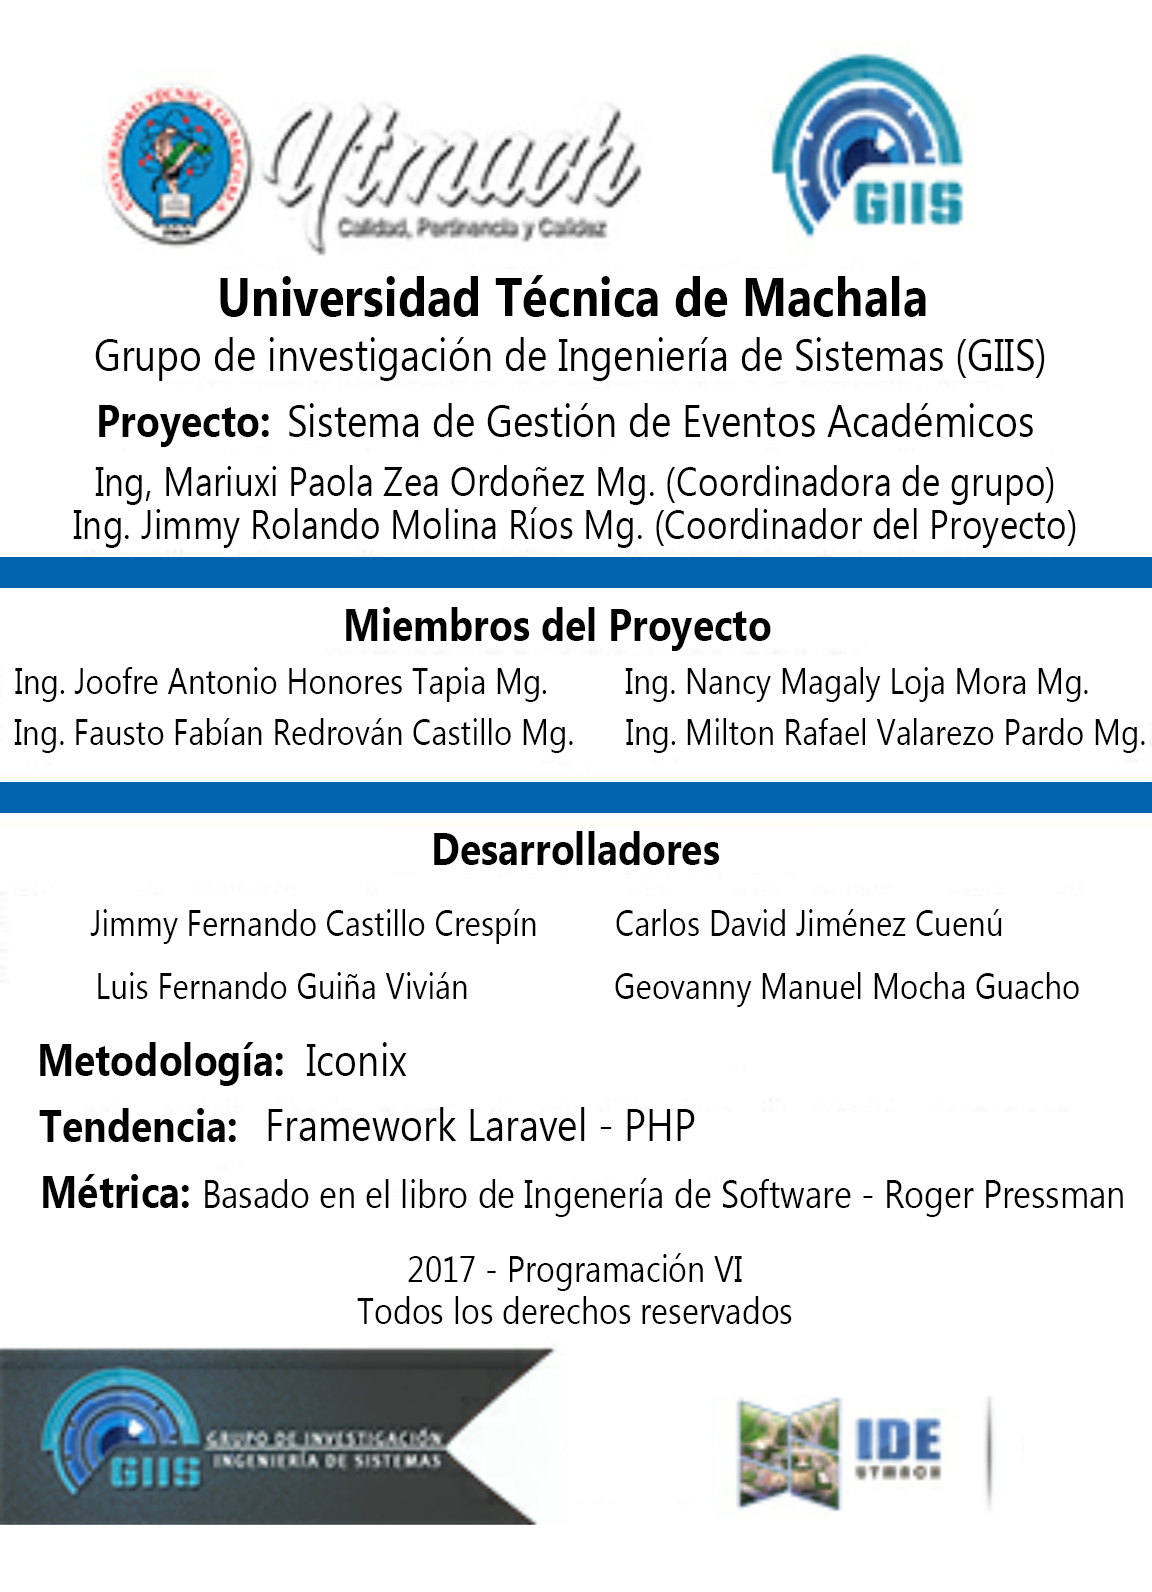 UNIVERSIDAD TÉCNICA DE MACHALA
Utmach
Calidad, Pertinencia y Calidez
GIIS
Universidad Técnica de Machala
Grupo de investigación de Ingeniería de Sistemas (GIIS)
Proyecto: Sistema de Gestión de Eventos Académicos
Ing, Mariuxi Paola Zea Ordoñez Mg. (Coordinadora de grupo)
Ing. Jimmy Rolando Molina Ríos Mg. (Coordinador del Proyecto)
Miembros del Proyecto
Ing. Joofre Antonio Honores Tapia Mg. Ing. Nancy Magaly Loja Mora Mg.
Ing. Fausto Fabían Redrován Castillo Mg. Ing. Milton Rafael Valarezo Pardo Mg.
Desarrolladores
Jimmy Fernando Castillo Crespín Carlos David Jiménez Cuenú
Luis Fernando Guiña Vivián Geovanny Manuel Mocha Guacho
Metodología: Iconix
Tendencia: Framework Laravel - PHP
Métrica: Basado en el libro de Ingenería de Software - Roger Pressman
2017 - Programación VI
Todos los derechos reservados
GIIS
GRUPO DE INVESTIGACIÓN
INGENIERÍA DE SISTEMAS
IDE
UTMACH